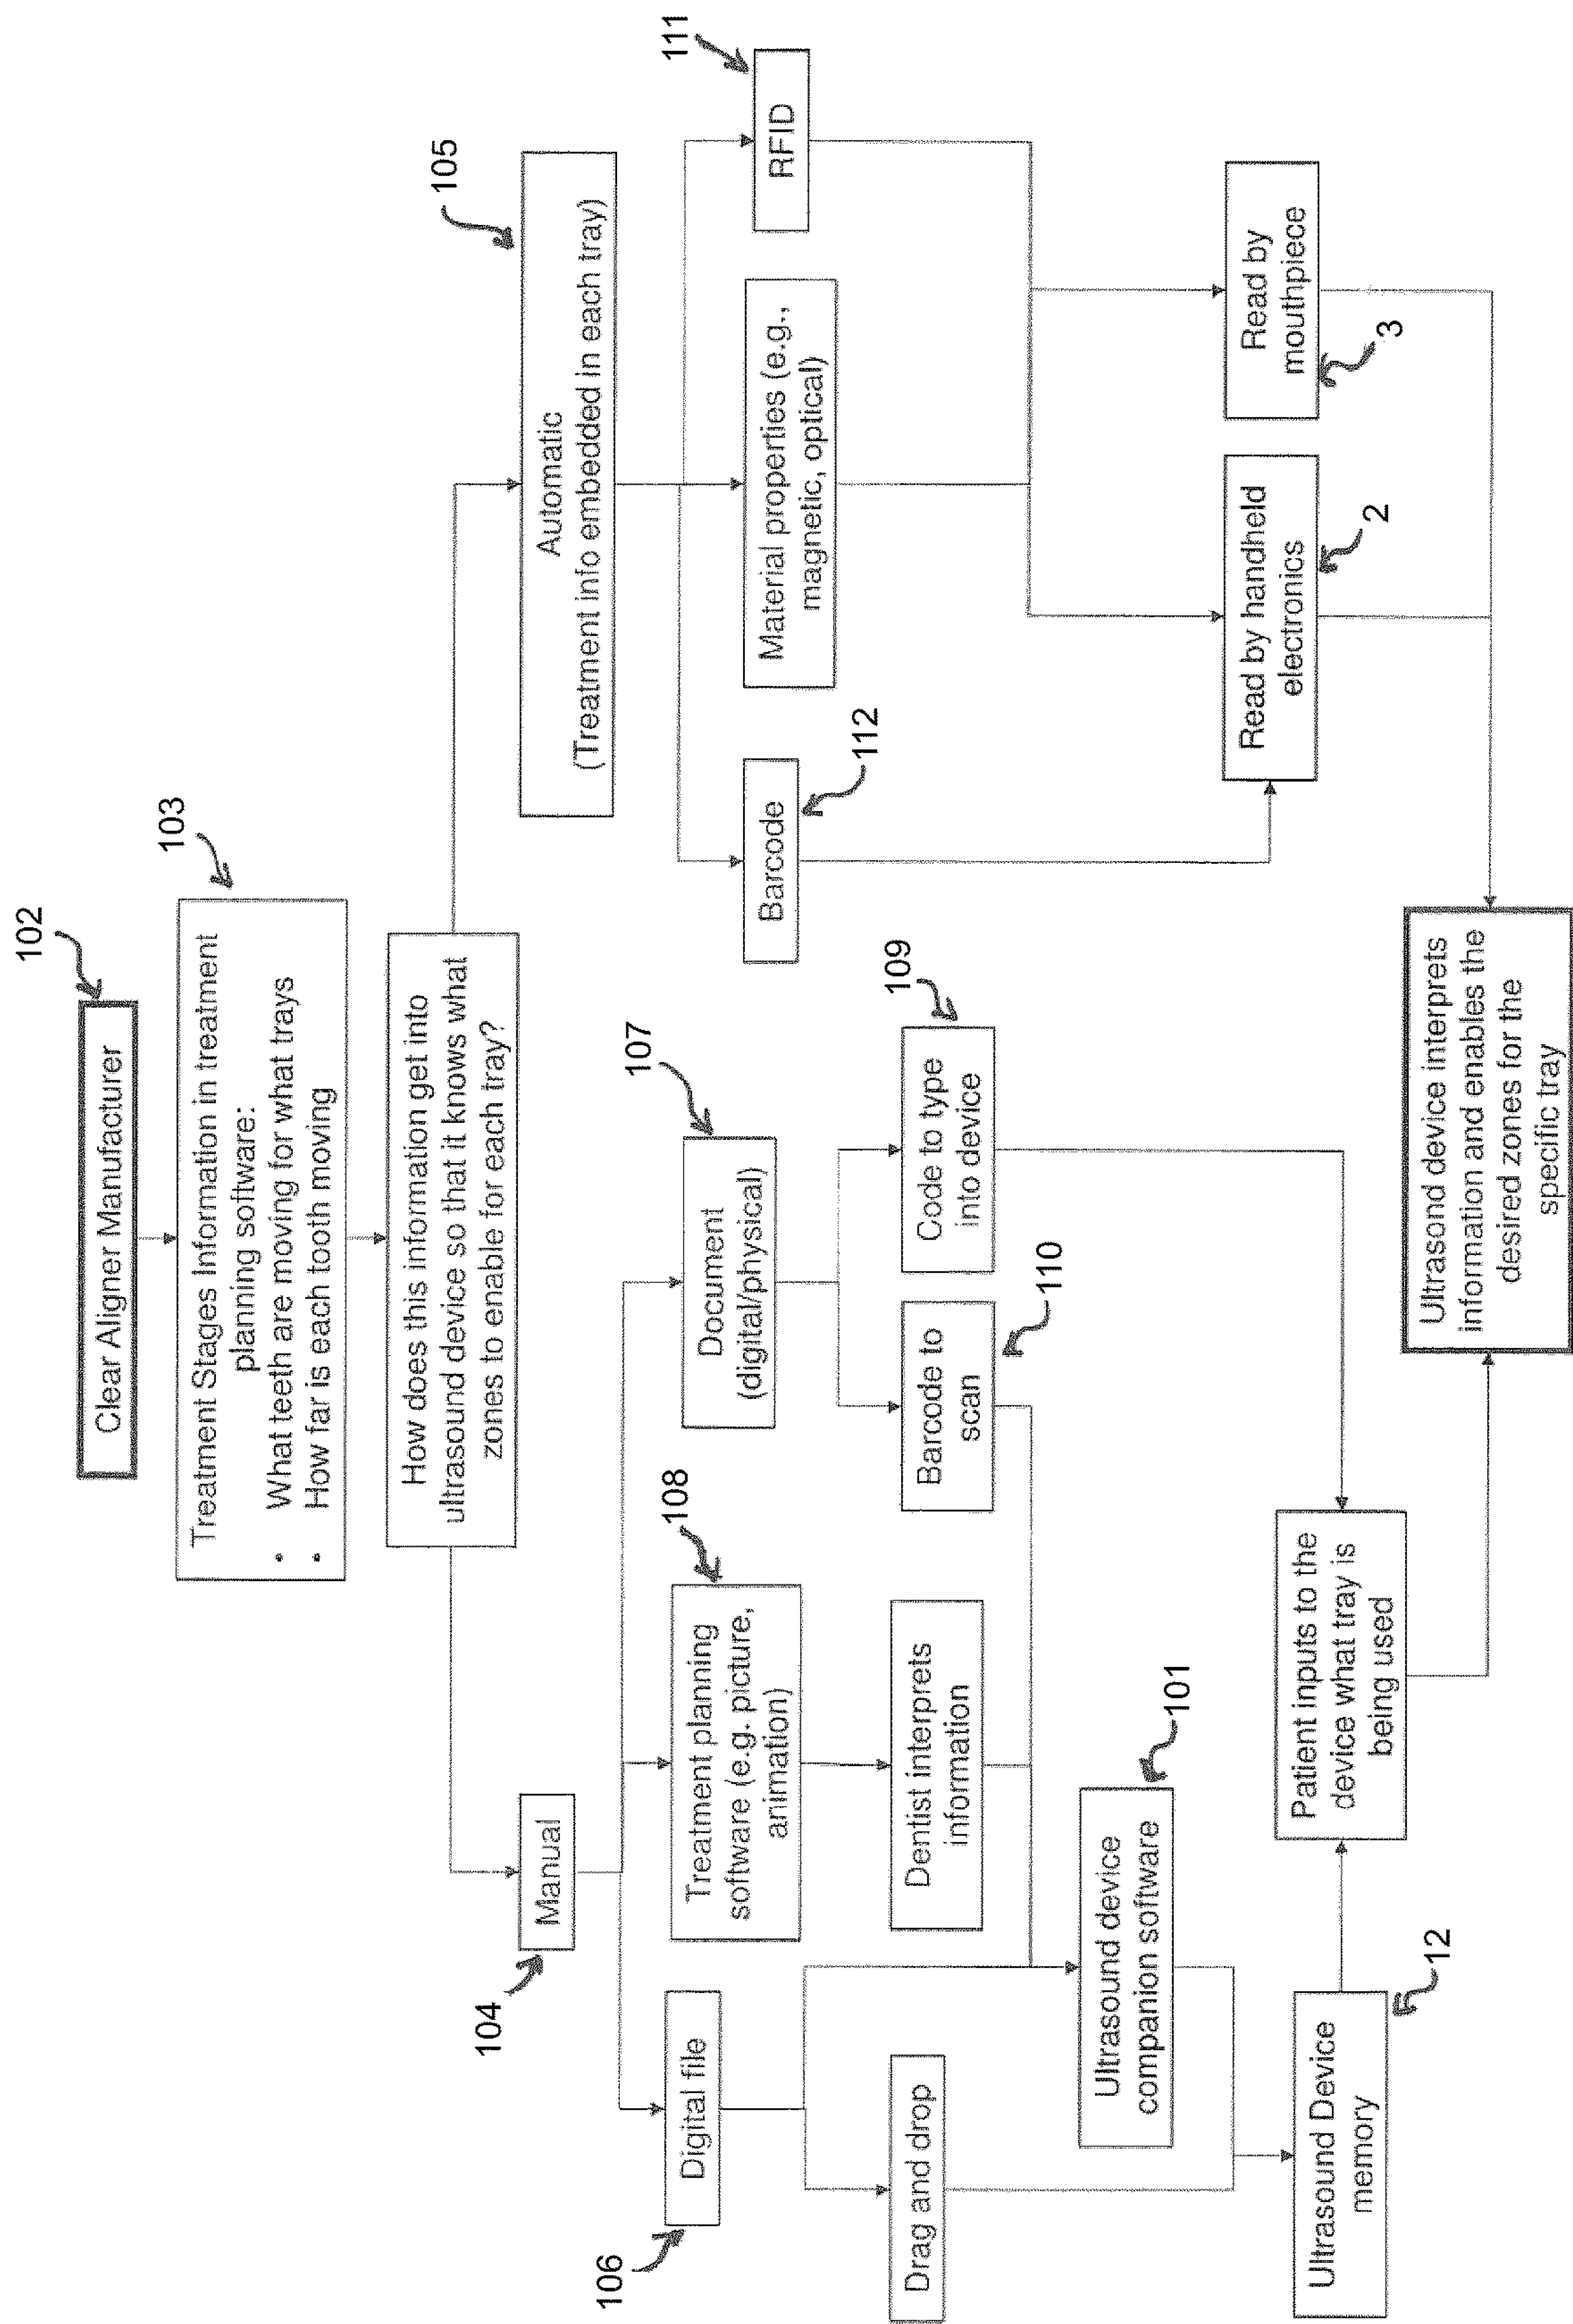 102
Clear Aligner Manufacturer
103
Treatment Stages Information in treatment
planning software:
• What teeth are moving for what trays
• How far is each tooth moving
How does this information get into
ultrasound device so that it knows what
zones to enable for each tray?
104
Manual
105
Automatic
(Treatment info embedded in each tray)
106
Digital file
108
Treatment planning
software (e.g. picture,
animation)
107
Document
(digital/physical)
Barcode
112
Material properties (e.g.,
magnetic, optical)
RFID
111
Drag and drop
Dentist interprets
information
Barcode to
scan
110
Code to type
into device
109
Ultrasound device
companion software
101
Read by handheld
electronics
2
Read by
mouthpiece
3
Ultrasound Device
memory
12
Patient inputs to the
device what tray is
being used
Ultrasond device interprets
information and enables the
desired zones for the
specific tray